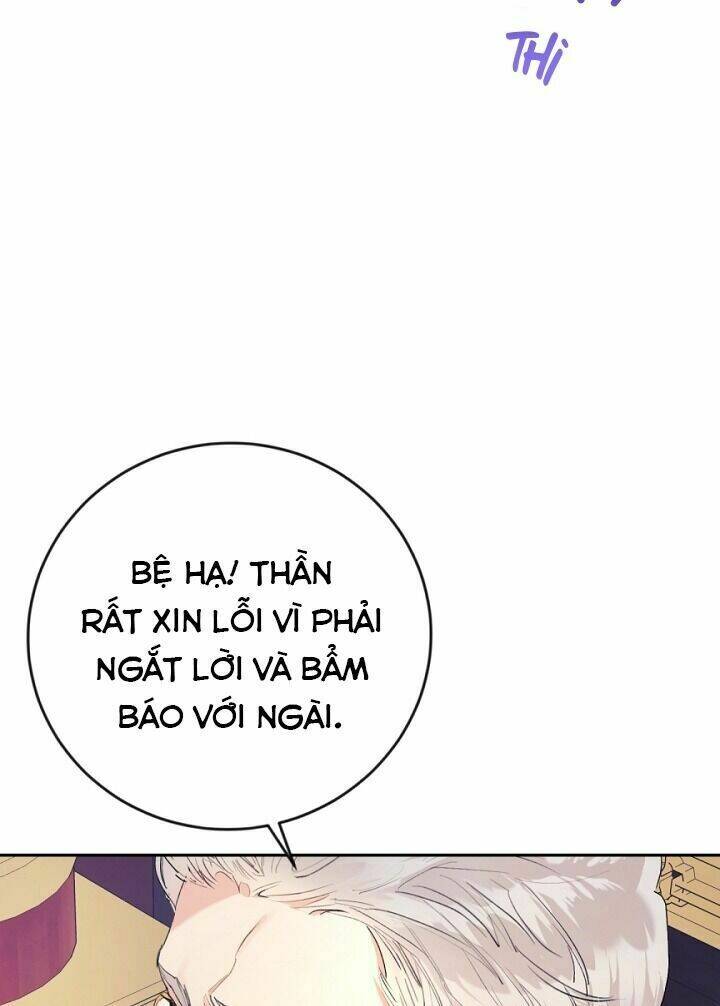 THI
BỆ HẠ! THẦN
RẤT XIN LỖI VÌ PHẢI
NGẮT LỜI VÀ BẨM
BÁO VỚI NGÀI.